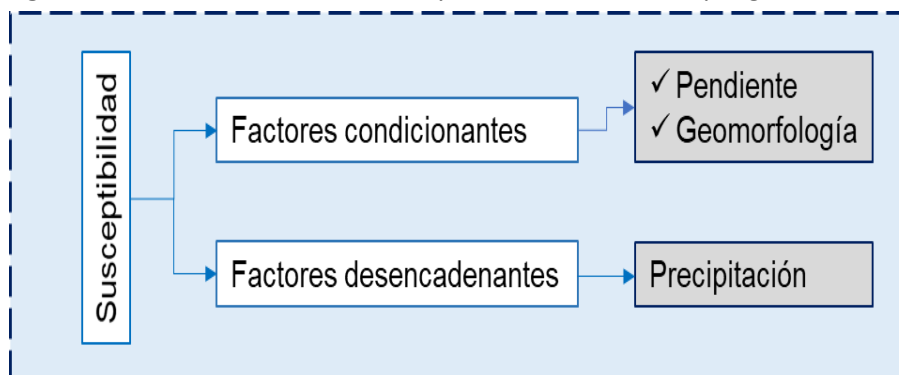 Susceptibilidad
Factores condicionantes
✓ Pendiente
✓ Geomorfología
Factores desencadenantes
Precipitación